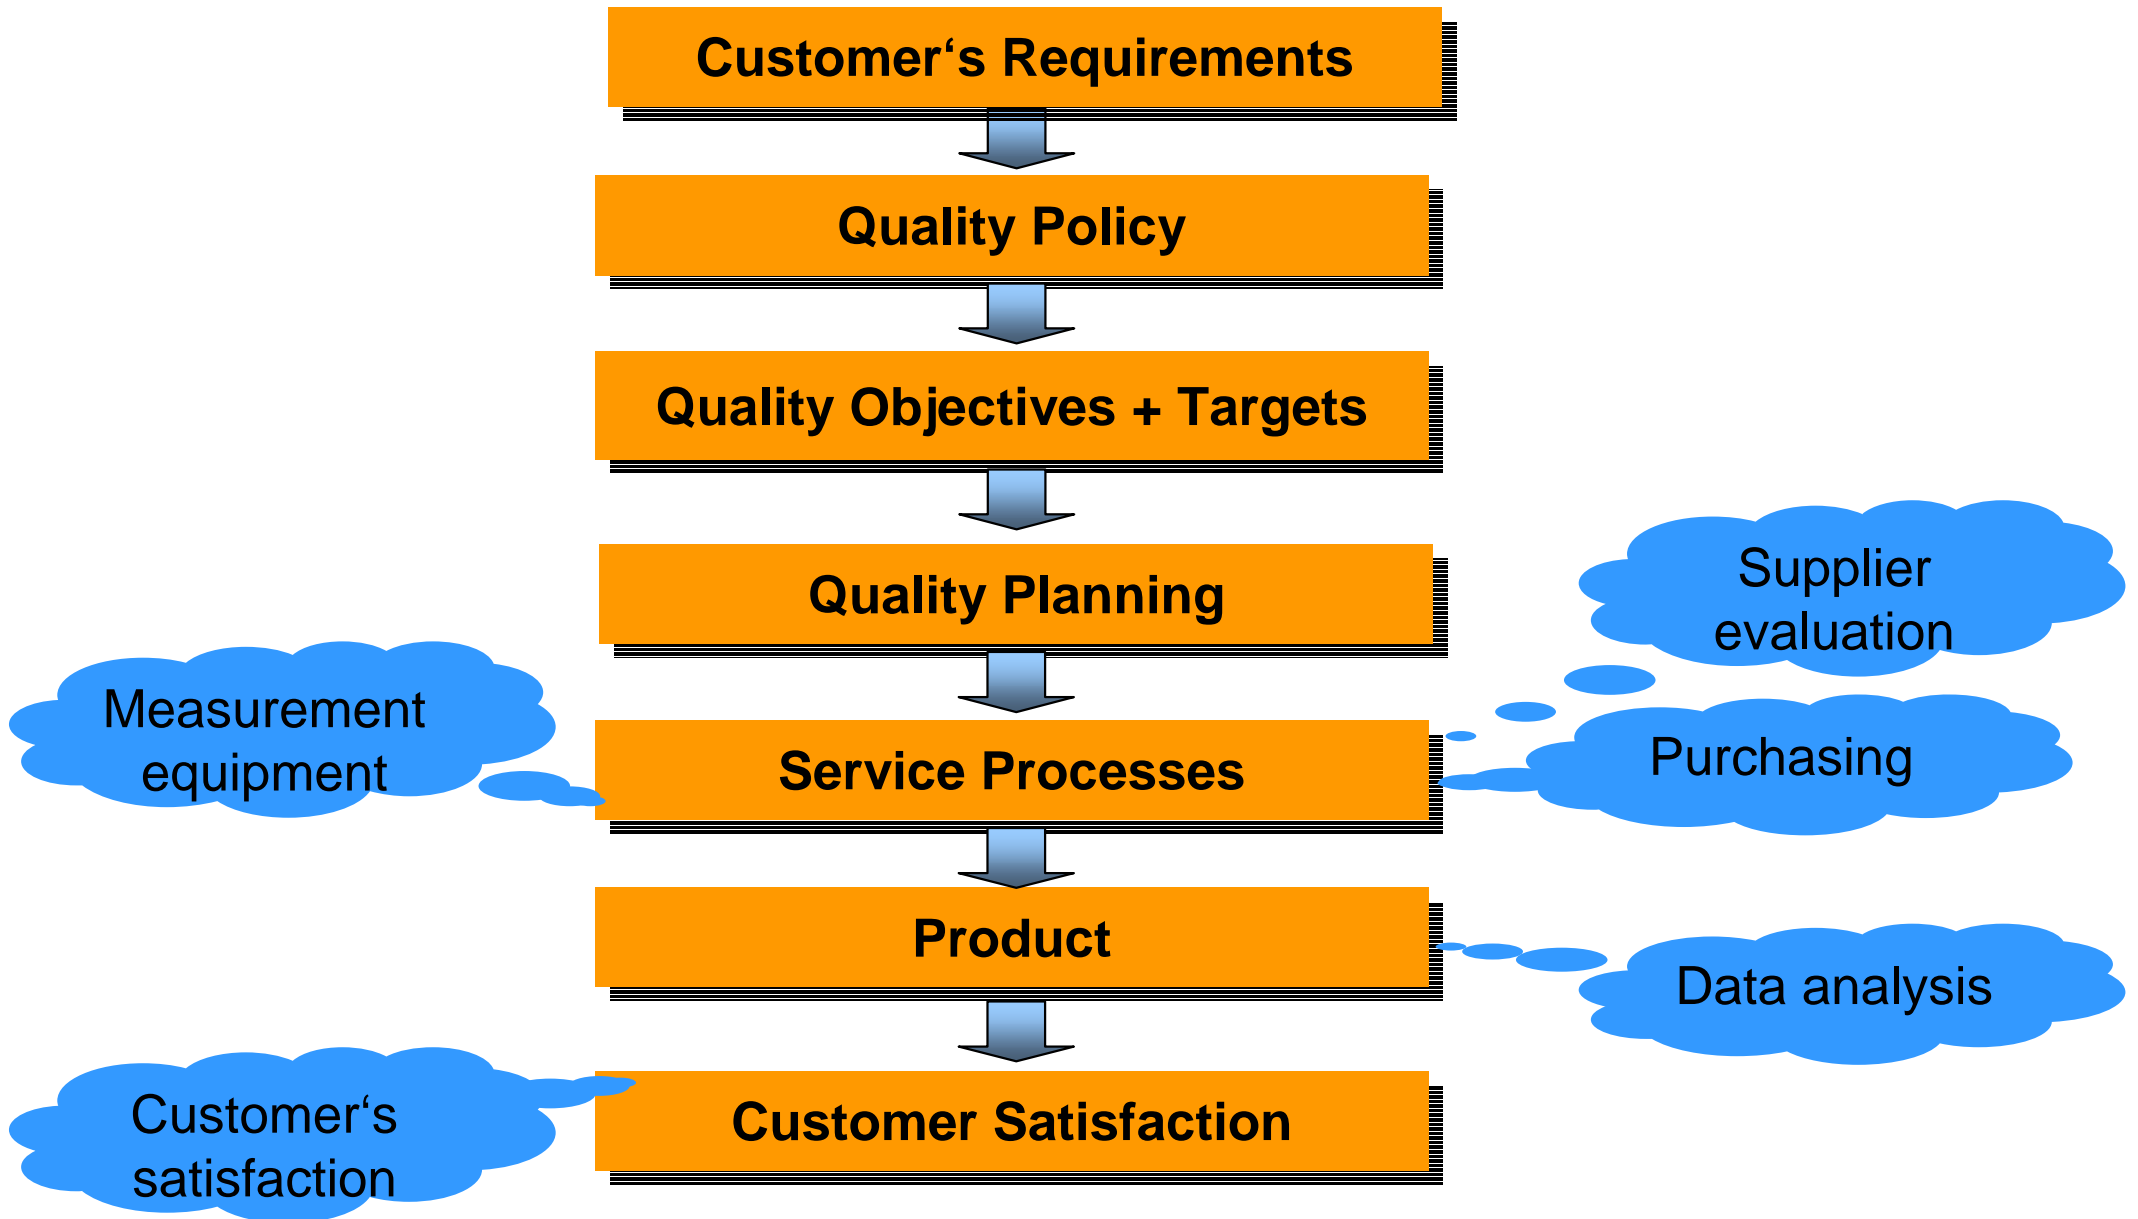 Customer‘s Requirements
Quality Policy
Quality Objectives + Targets
Quality Planning
Supplier
evaluation
Measurement
equipment
Service Processes
Purchasing
Product
Data analysis
Customer‘s
satisfaction
Customer Satisfaction